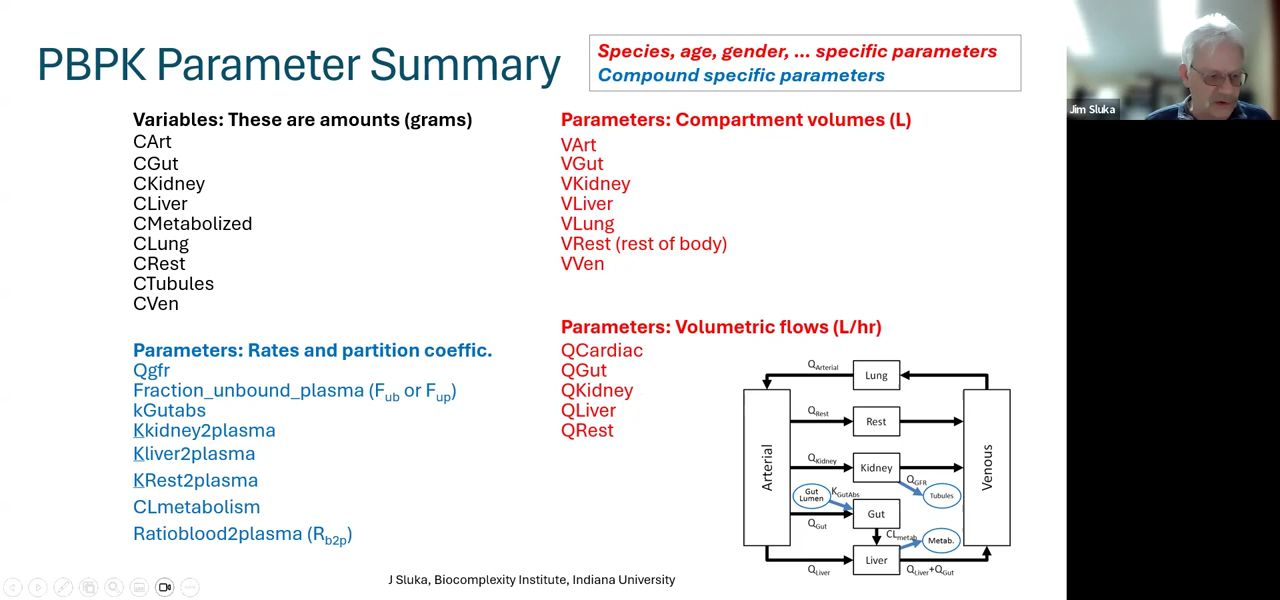 PBPK Parameter Summary
Species, age, gender, ... specific parameters
Compound specific parameters
Jim Sluka
Variables: These are amounts (grams)
CArt
CGut
CKidney
CLiver
CMetabolized
CLung
CRest
CTubules
CVen
Parameters: Rates and partition coeffic.
Qgfr
Fraction_unbound_plasma (Fub or Fup)
kGutabs
Kkidney2plasma
Kliver2plasma
KRest2plasma
CLmetabolism
Ratioblood2plasma (Rb2p)
Parameters: Compartment volumes (L)
VArt
VGut
VKidney
VLiver
VLung
VRest (rest of body)
VVen
Parameters: Volumetric flows (L/hr)
QCardiac
QGut
QKidney
QLiver
QRest
QArterial
Lung
QRest
Rest
Arterial
Venous
QKidney
Kidney
QGFR
Tubules
Gut
Lumen
KGutAbs
Gut
QGut
CLmetab
Metab.
Liver
QLiver
QLiver+QGut
J Sluka, Biocomplexity Institute, Indiana University